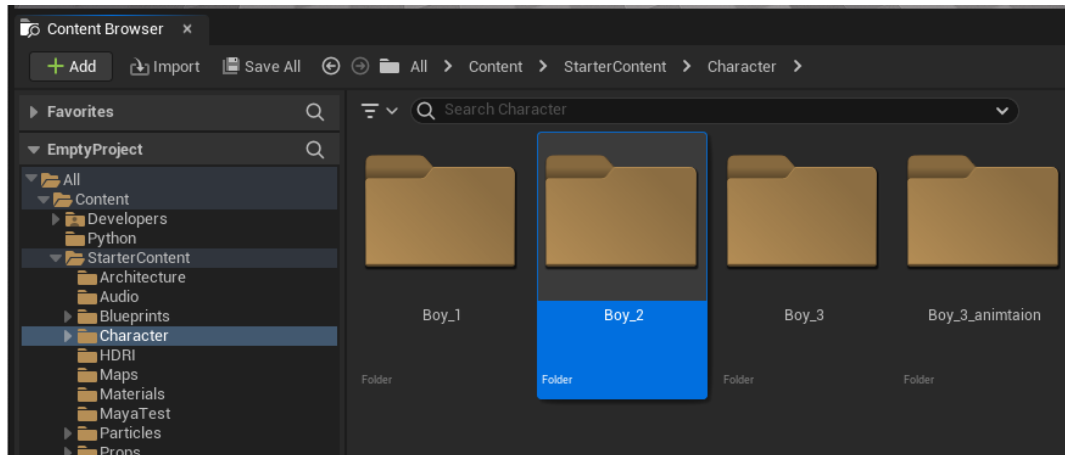 Content Browser ×
Add Import Save All All > Content > StarterContent > Character >
Favorites
Search Character
EmptyProject
All
Content
Developers
Python
StarterContent
Architecture
Audio
Blueprints
Character
HDRI
Maps
Materials
MayaTest
Particles
Props
Boy_1 Boy_2 Boy_3 Boy_3_animtaion
Folder Folder Folder Folder